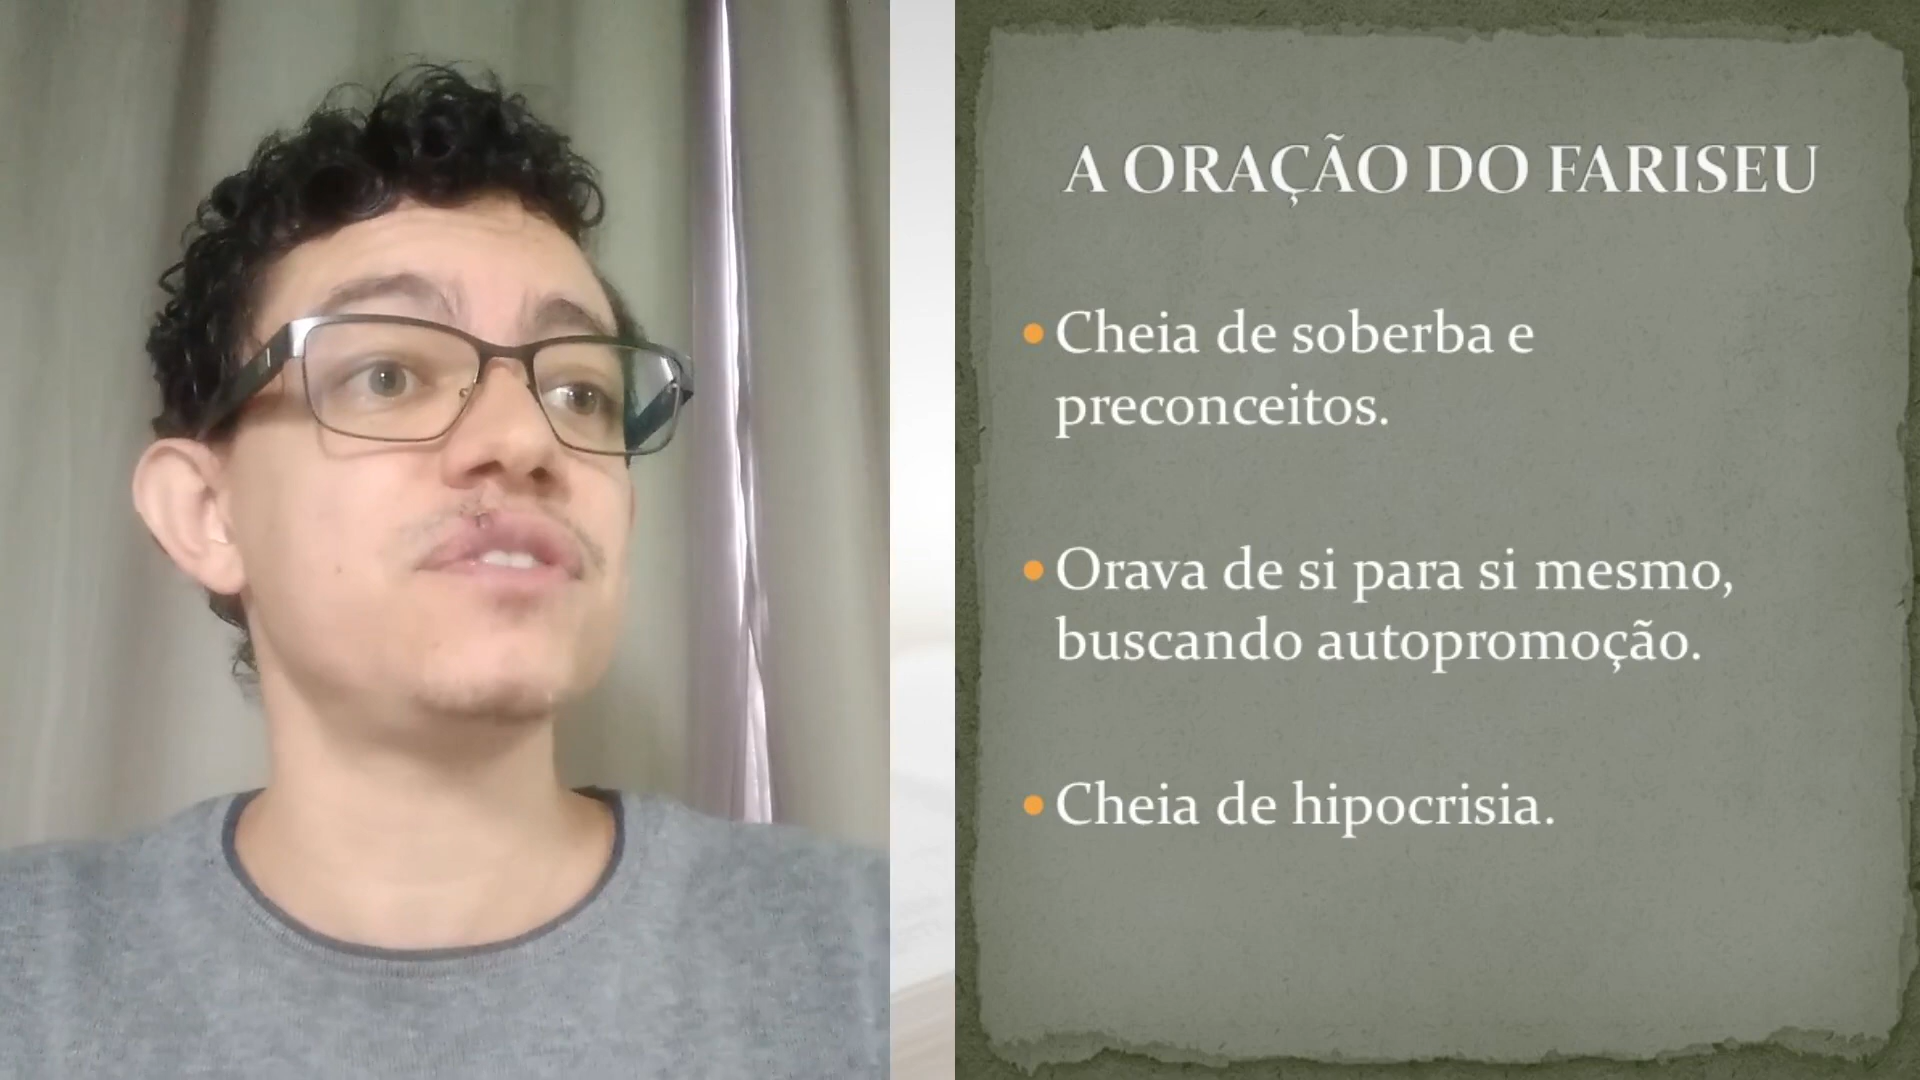 A ORAÇÃO DO FARISEU
• Cheia de soberba e
preconceitos.
• Orava de si para si mesmo,
buscando autopromoção.
• Cheia de hipocrisia.